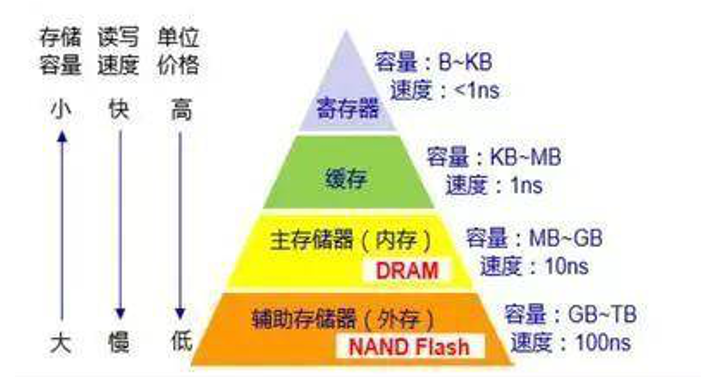 存储 读写 单位
容量 速度 价格
小 快 高
大 慢 低
寄存器
容量：B~KB
速度：<1ns
缓存
容量：KB~MB
速度：1ns
主存储器（内存）
DRAM
容量：MB~GB
速度：10ns
辅助存储器（外存）
NAND Flash
容量：GB~TB
速度：100ns